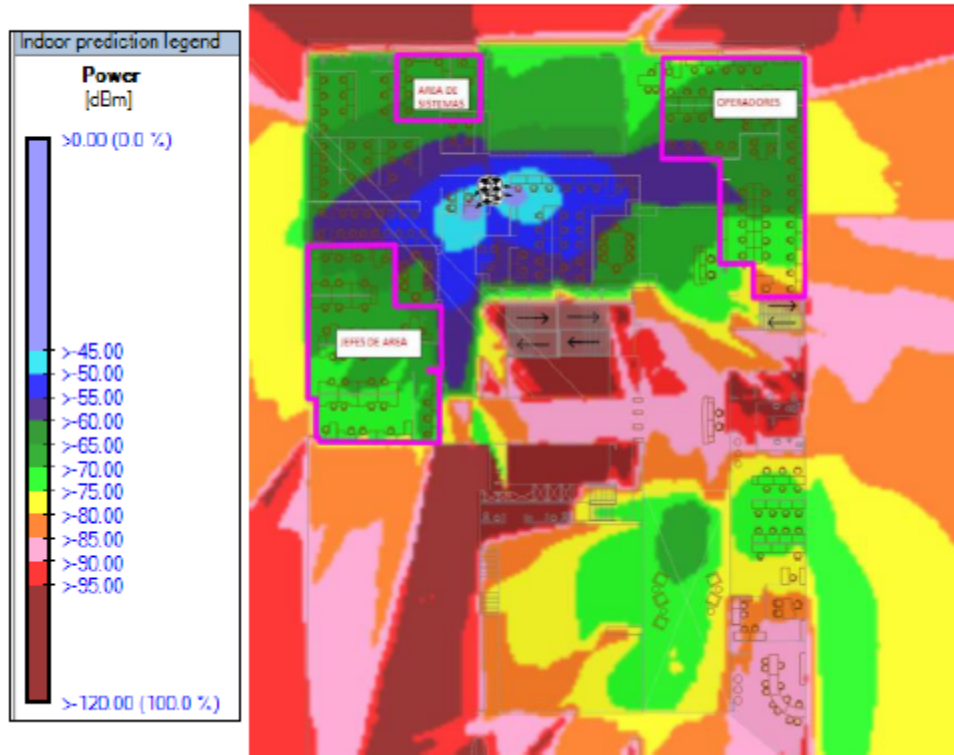 Indoor prediction legend
Power
[dBm]
>0.00 (0.0 %)
>-45.00
>-50.00
>-55.00
>-60.00
>-65.00
>-70.00
>-75.00
>-80.00
>-85.00
>-90.00
>-95.00
>-120.00 (100.0 %)
AREA DE
SISTEMAS
OPERADORES
JEFES DE AREA